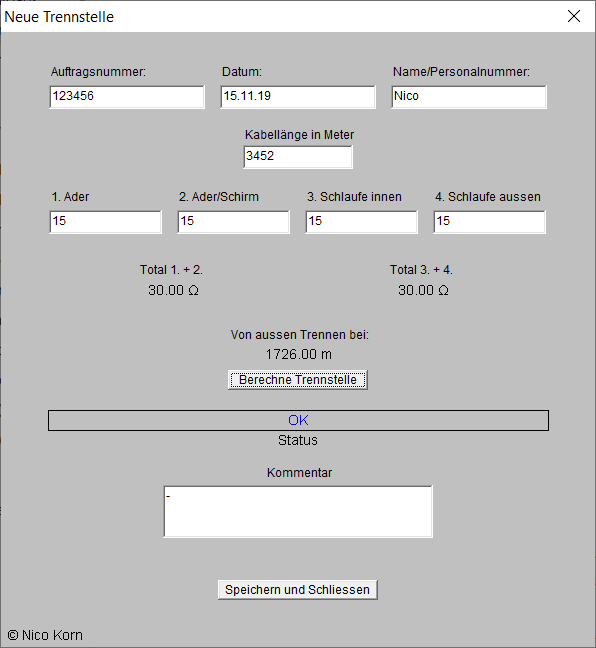 Neue Trennstelle
Auftragsnummer: Datum: Name/Personalnummer:
123456 15.11.19 Nico
Kabellänge in Meter
3452
1. Ader 2. Ader/Schirm 3. Schlaufe innen 4. Schlaufe aussen
15 15 15 15
Total 1. + 2. Total 3. + 4.
30.00 Ω 30.00 Ω
Von aussen Trennen bei:
1726.00 m
Berechne Trennstelle
OK
Status
Kommentar
-
Speichern und Schliessen
© Nico Korn